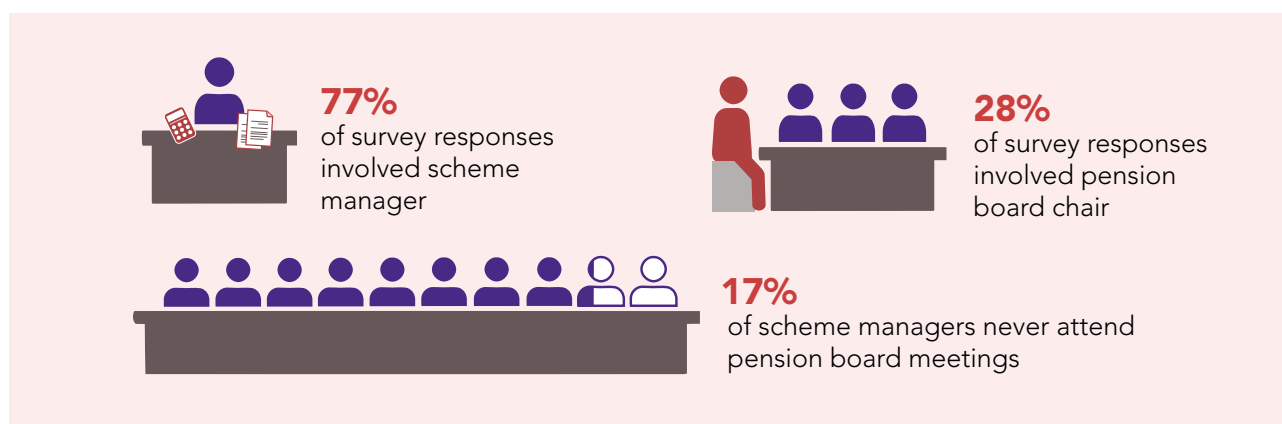 77%
of survey responses
involved scheme
manager
28%
of survey responses
involved pension
board chair
17%
of scheme managers never attend
pension board meetings